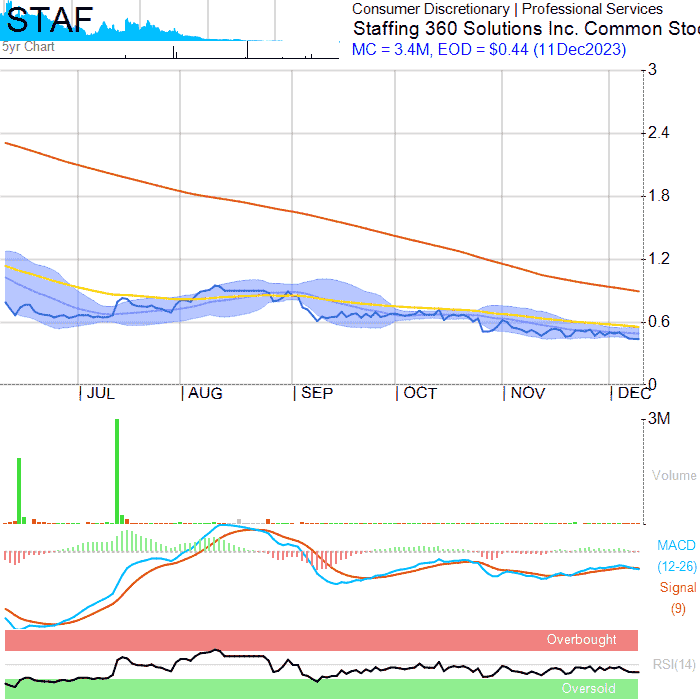 STAF
Consumer Discretionary | Professional Services
Staffing 360 Solutions Inc. Common Stoc
MC = 3.4M, EOD = $0.44 (11Dec2023)
5yr Chart
3
2.4
1.8
1.2
0.6
0
JUL AUG SEP OCT NOV DEC
3M
Volume
MACD
(12-26)
Signal
(9)
Overbought
RSI(14)
Oversold